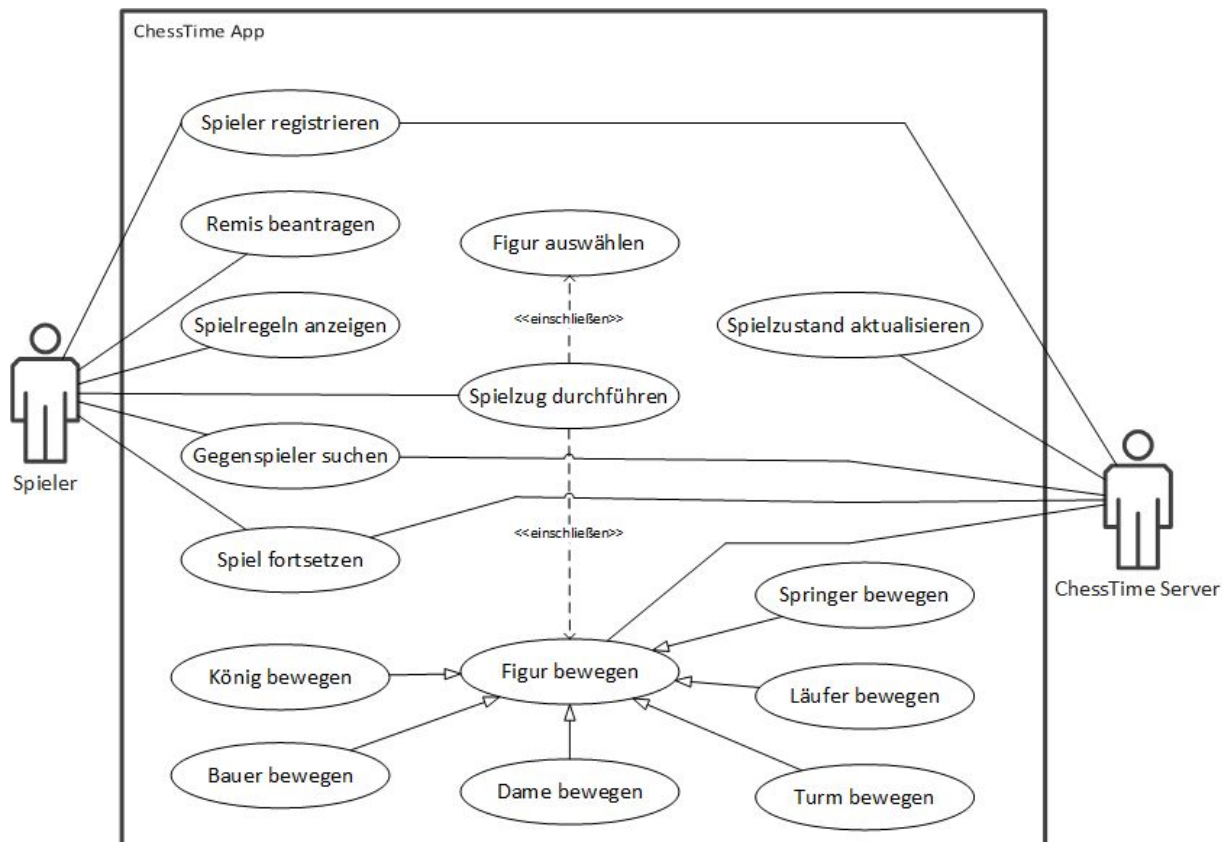 ChessTime App
Spieler registrieren
Remis beantragen
Figur auswählen
<<einschließen>>
Spielregeln anzeigen
Spielzustand aktualisieren
Spielzug durchführen
Gegenspieler suchen
Spieler
<<einschließen>>
Spiel fortsetzen
ChessTime Server
Springer bewegen
König bewegen
Figur bewegen
Läufer bewegen
Bauer bewegen
Dame bewegen
Turm bewegen